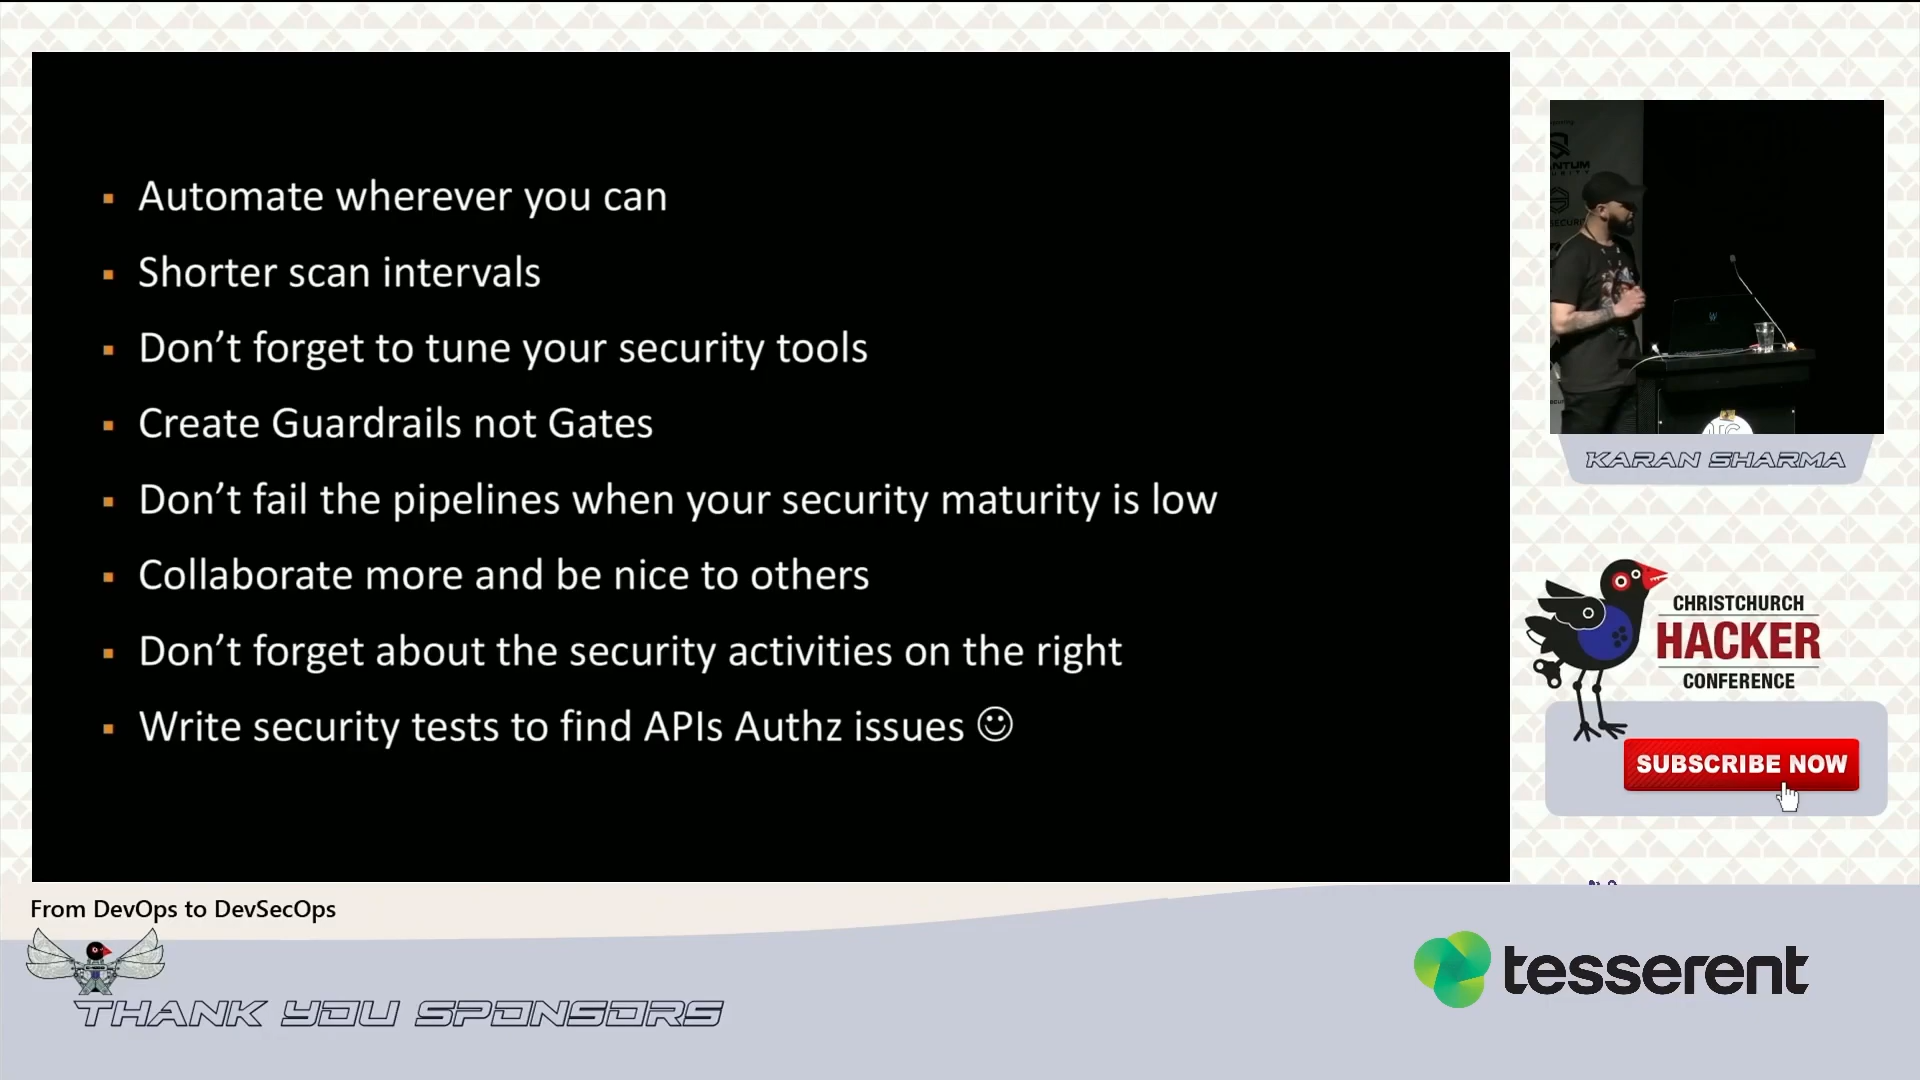 Automate wherever you can
Shorter scan intervals
Don’t forget to tune your security tools
Create Guardrails not Gates
Don’t fail the pipelines when your security maturity is low
Collaborate more and be nice to others
Don’t forget about the security activities on the right
Write security tests to find APIs Authz issues ☺
KARAN SHARMA
CHRISTCHURCH
HACKER
CONFERENCE
SUBSCRIBE NOW
From DevOps to DevSecOps
THANK YOU SPONSORS
tesserent